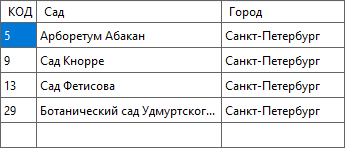 КОД Сад Город
5 Арборетум Абакан Санкт-Петербург
9 Сад Кнорре Санкт-Петербург
13 Сад Фетисова Санкт-Петербург
29 Ботанический сад Удмуртског... Санкт-Петербург